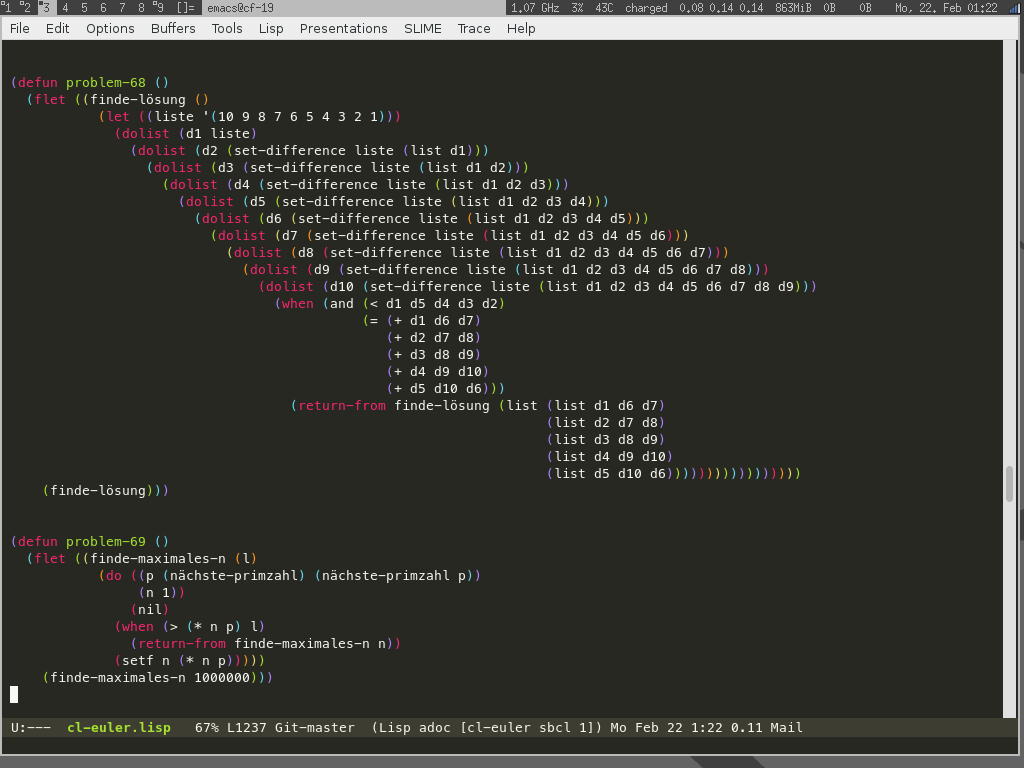 1 2 3 4 5 6 7 8 9 []= emacs@cf-19 1.07 GHz 3% 43C charged 0.08 0.14 0.14 863MiB 0B 0B Mo, 22. Feb 01:22
File Edit Options Buffers Tools Lisp Presentations SLIME Trace Help
(defun problem-68 ()
  (flet ((finde-lösung ()
           (let ((liste '(10 9 8 7 6 5 4 3 2 1)))
             (dolist (d1 liste)
               (dolist (d2 (set-difference liste (list d1)))
                 (dolist (d3 (set-difference liste (list d1 d2)))
                   (dolist (d4 (set-difference liste (list d1 d2 d3)))
                     (dolist (d5 (set-difference liste (list d1 d2 d3 d4)))
                       (dolist (d6 (set-difference liste (list d1 d2 d3 d4 d5)))
                         (dolist (d7 (set-difference liste (list d1 d2 d3 d4 d5 d6)))
                           (dolist (d8 (set-difference liste (list d1 d2 d3 d4 d5 d6 d7)))
                             (dolist (d9 (set-difference liste (list d1 d2 d3 d4 d5 d6 d7 d8)))
                               (dolist (d10 (set-difference liste (list d1 d2 d3 d4 d5 d6 d7 d8 d9)))
                                 (when (and (< d1 d5 d4 d3 d2)
                                            (= (+ d1 d6 d7)
                                               (+ d2 d7 d8)
                                               (+ d3 d8 d9)
                                               (+ d4 d9 d10)
                                               (+ d5 d10 d6)))
                                   (return-from finde-lösung (list (list d1 d6 d7)
                                                                   (list d2 d7 d8)
                                                                   (list d3 d8 d9)
                                                                   (list d4 d9 d10)
                                                                   (list d5 d10 d6)))))))))))))))))
    (finde-lösung)))
(defun problem-69 ()
  (flet ((finde-maximales-n (l)
           (do ((p (nächste-primzahl) (nächste-primzahl p))
                (n 1))
               (nil)
             (when (> (* n p) l)
               (return-from finde-maximales-n n))
             (setf n (* n p)))))
    (finde-maximales-n 1000000)))
U:--- cl-euler.lisp 67% L1237 Git-master (Lisp adoc [cl-euler sbcl 1]) Mo Feb 22 1:22 0.11 Mail